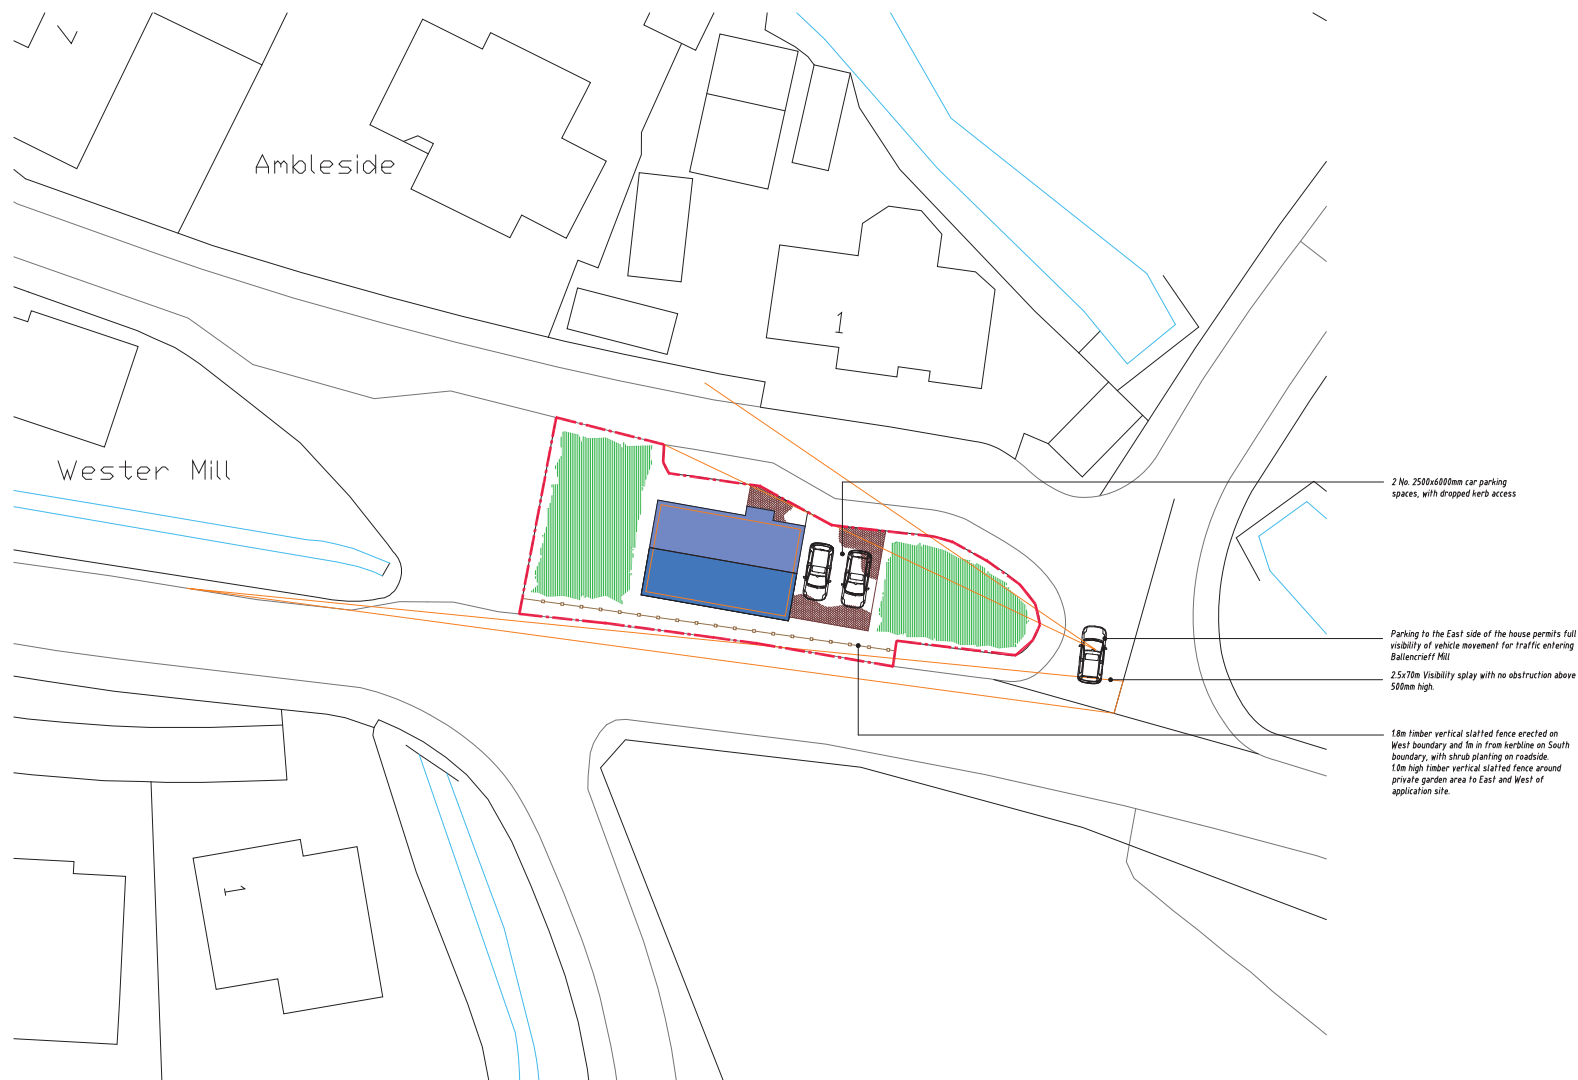 Ambleside
1
Wester Mill
2 No. 2500x6000mm car parking
spaces, with dropped kerb access
Parking to the East side of the house permits full
visibility of vehicle movement for traffic entering
Ballencrieff Mill
2.5x70m Visibility splay with no obstruction above
500mm high.
1.8m timber vertical slatted fence erected on
West boundary and 1m in from kerbline on South
boundary, with shrub planting on roadside.
1.0m high timber vertical slatted fence around
private garden area to East and West of
application site.
1